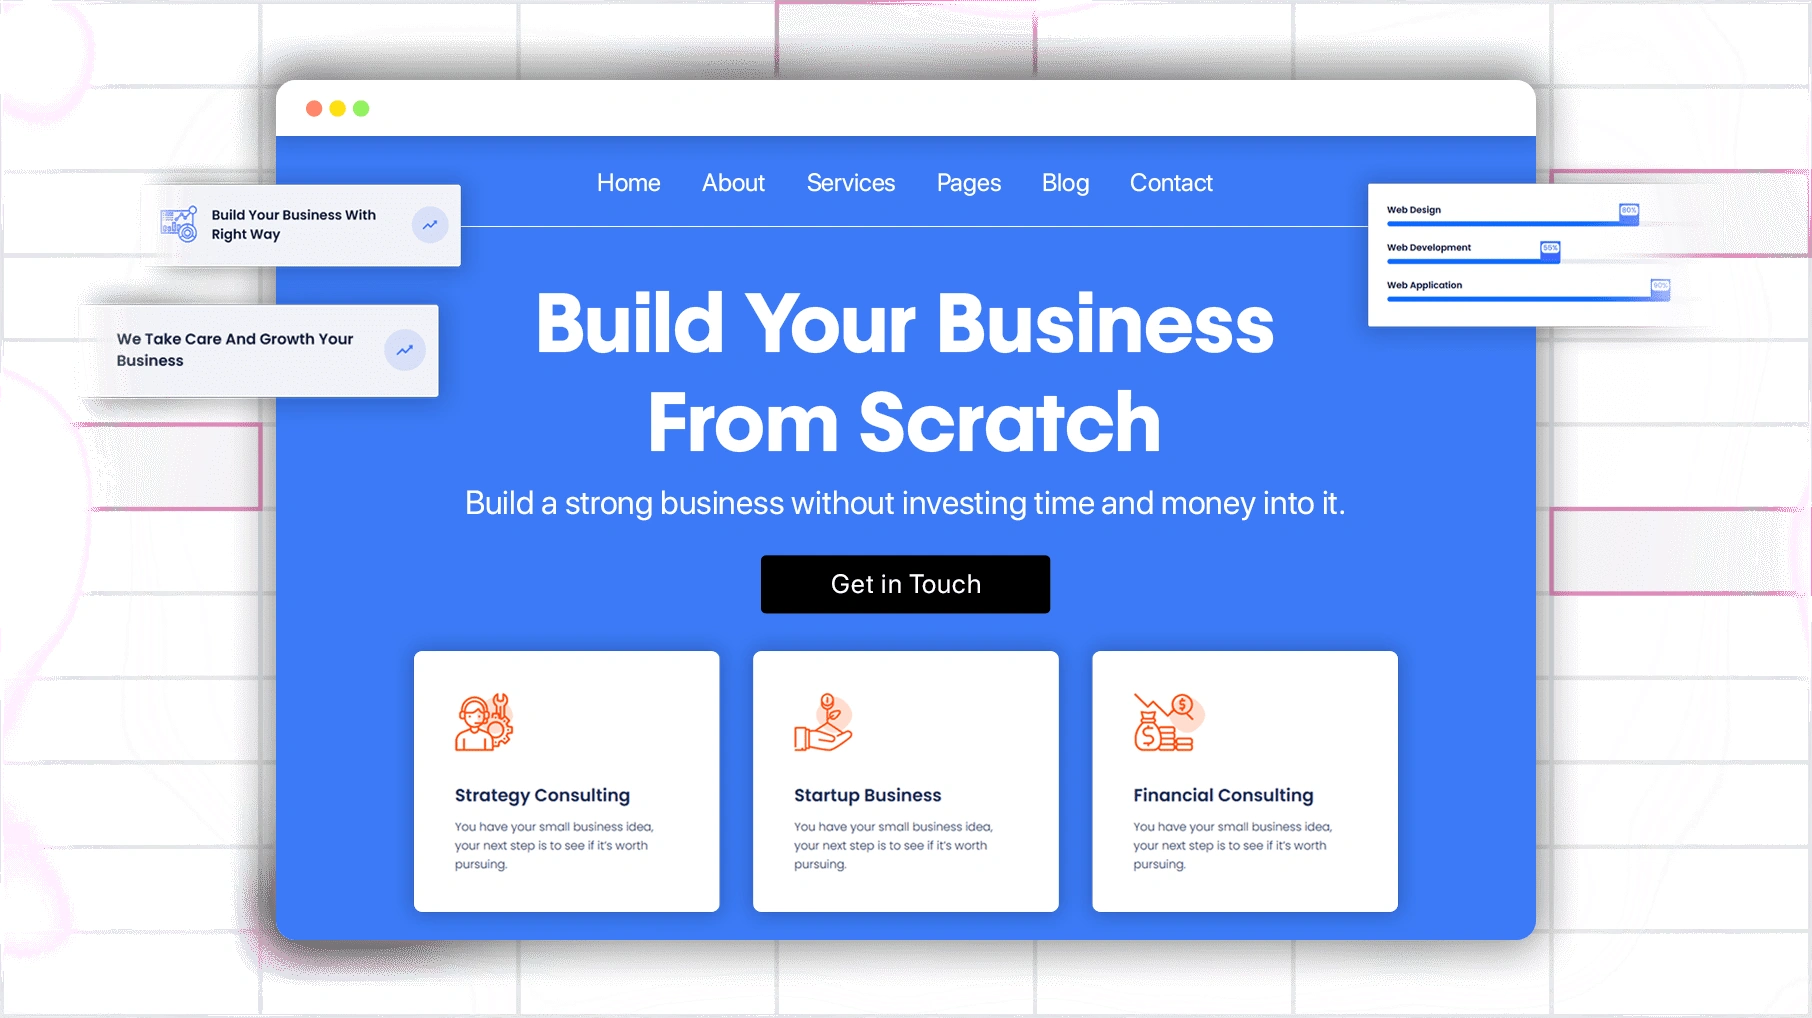 Home About Services Pages Blog Contact
Build Your Business With
Right Way
We Take Care And Growth Your
Business
Web Design
80%
Web Development
55%
Web Application
90%
Build Your Business
From Scratch
Build a strong business without investing time and money into it.
Get in Touch
Strategy Consulting
You have your small business idea,
your next step is to see if it's worth
pursuing.
Startup Business
You have your small business idea,
your next step is to see if it's worth
pursuing.
Financial Consulting
You have your small business idea,
your next step is to see if it's worth
pursuing.